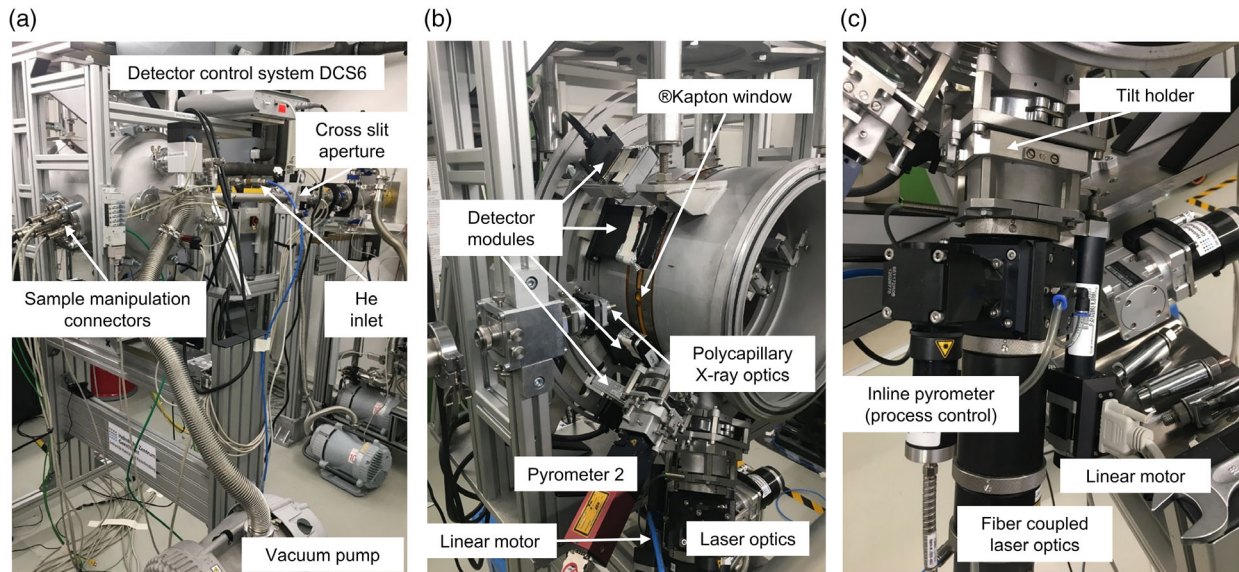 (a)
Detector control system DCS6
Cross slit
aperture
Sample manipulation
connectors
He
inlet
Vacuum pump
(b)
®Kapton window
Detector
modules
Polycapillary
X-ray optics
Pyrometer 2
Linear motor
Laser optics
(c)
Tilt holder
Inline pyrometer
(process control)
Linear motor
Fiber coupled
laser optics